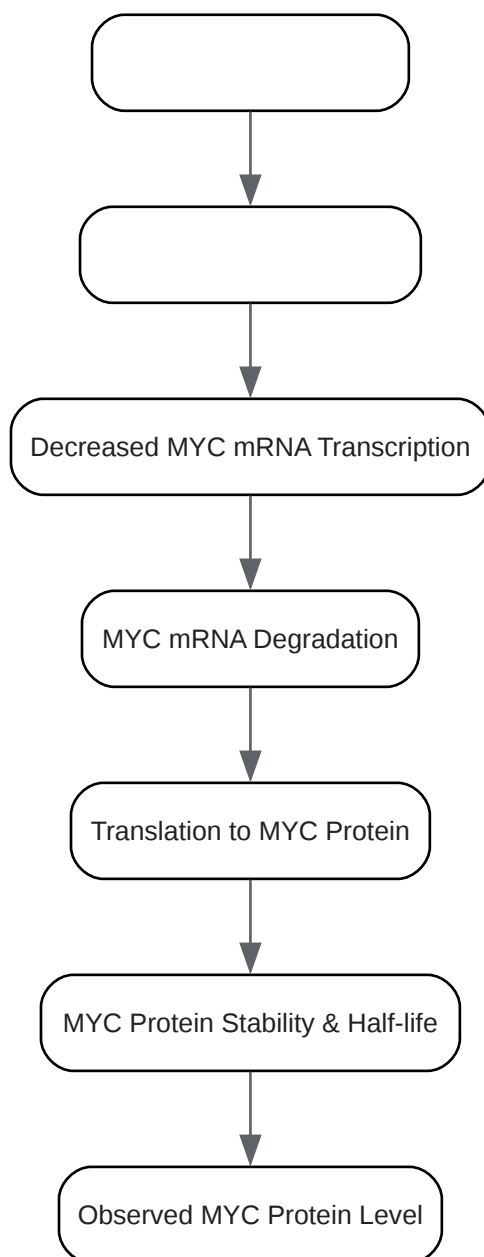 Decreased MYC mRNA Transcription
MYC mRNA Degradation
Translation to MYC Protein
MYC Protein Stability & Half-life
Observed MYC Protein Level